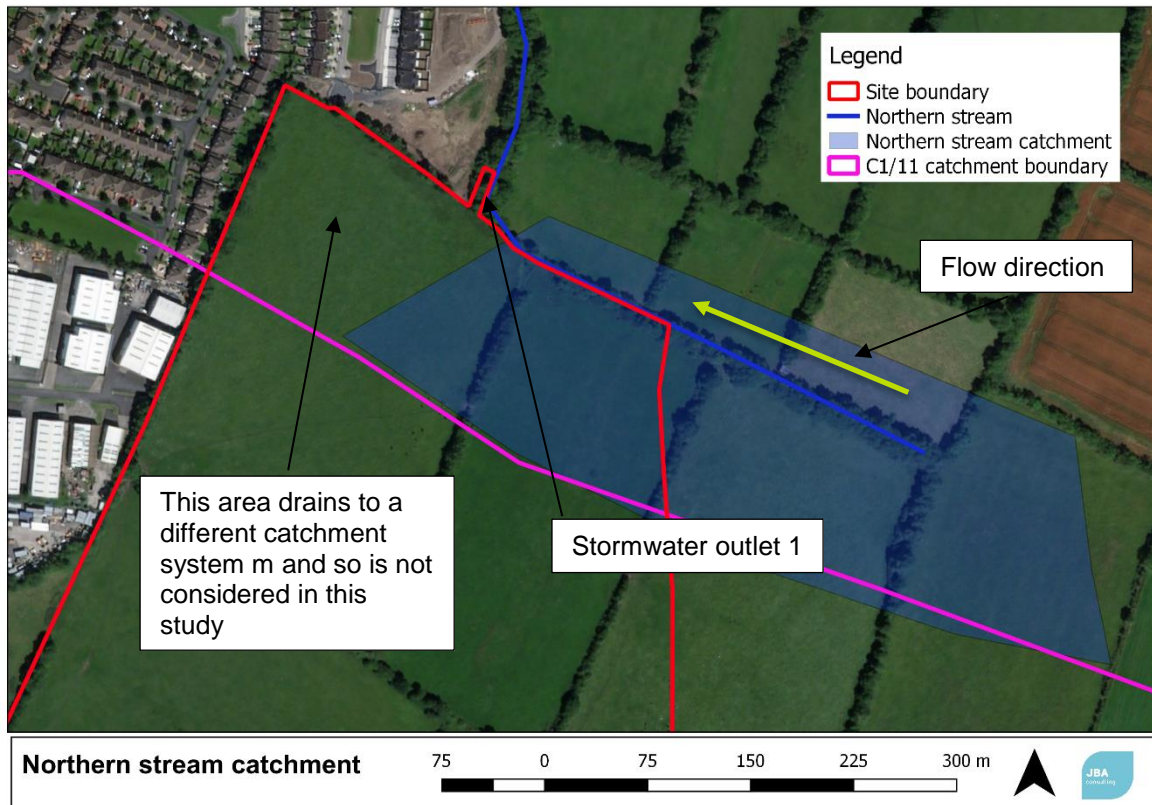 Legend
Site boundary
Northern stream
Northern stream catchment
C1/11 catchment boundary
Flow direction
This area drains to a
different catchment
system m and so is not
considered in this
study
Stormwater outlet 1
Northern stream catchment
75 0 75 150 225 300 m
JBA
consulting